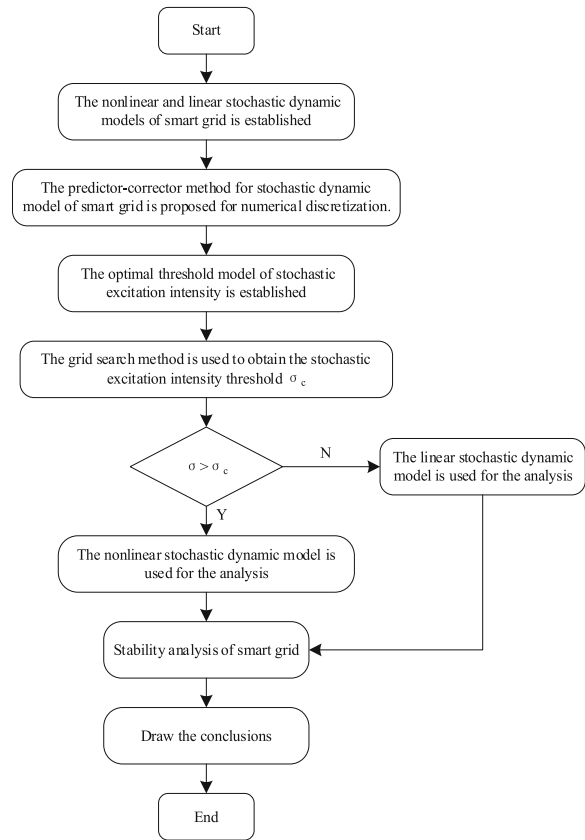 Start
The nonlinear and linear stochastic dynamic
models of smart grid is established
The predictor-corrector method for stochastic dynamic
model of smart grid is proposed for numerical discretization.
The optimal threshold model of stochastic
excitation intensity is established
The grid search method is used to obtain the stochastic
excitation intensity threshold σ c
σ > σ c
N
The linear stochastic dynamic
model is used for the analysis
Y
The nonlinear stochastic dynamic model is
used for the analysis
Stability analysis of smart grid
Draw the conclusions
End